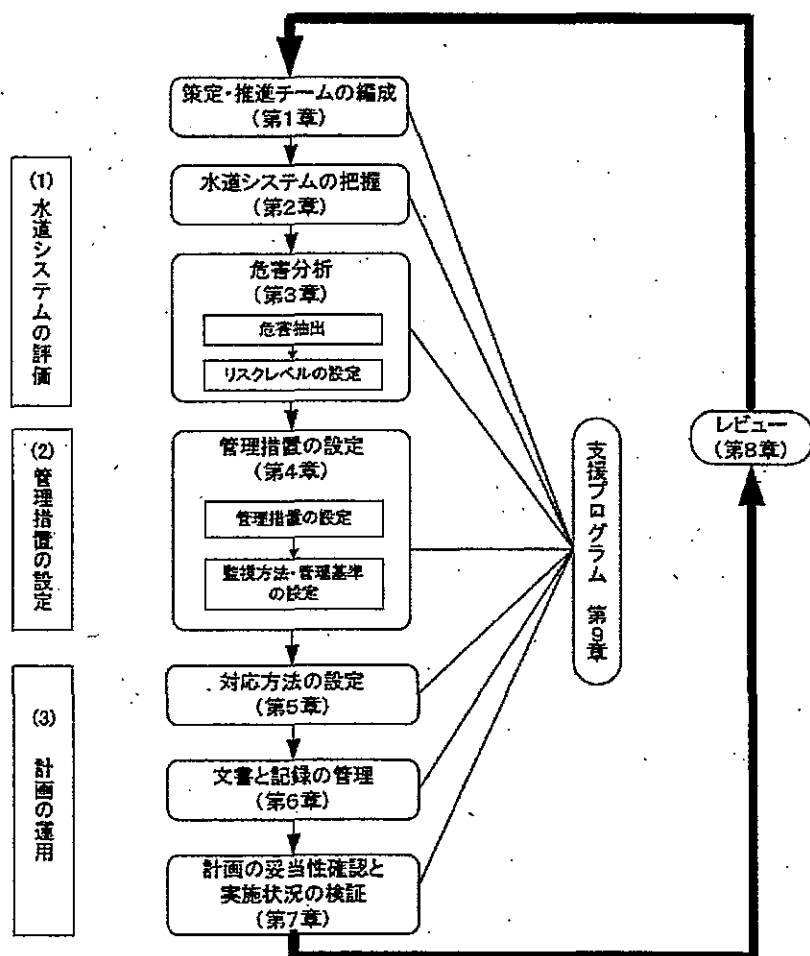 策定・推進チームの編成
(第1章)
(1) 水道システムの評価
水道システムの把握
(第2章)
危害分析
(第3章)
危害抽出
リスクレベルの設定
(2) 管理措置の設定
管理措置の設定
(第4章)
管理措置の設定
監視方法・管理基準
の設定
(3) 計画の運用
対応方法の設定
(第5章)
文書と記録の管理
(第6章)
計画の妥当性確認と
実施状況の検証
(第7章)
支援プログラム 第9章
レビュー
(第8章)